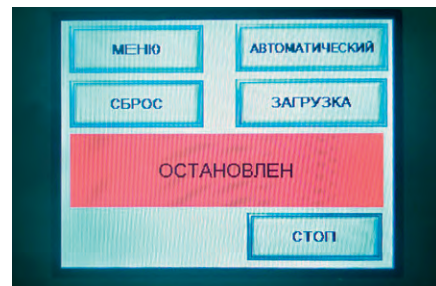 МЕНЮ
АВТОМАТИЧЕСКИЙ
СБРОС
ЗАГРУЗКА
ОСТАНОВЛЕН
СТОП